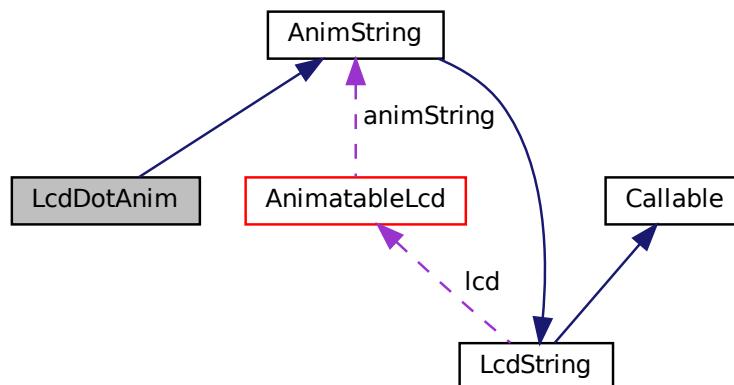 AnimString
animString
LcdDotAnim
AnimatableLcd
Callable
lcd
LcdString